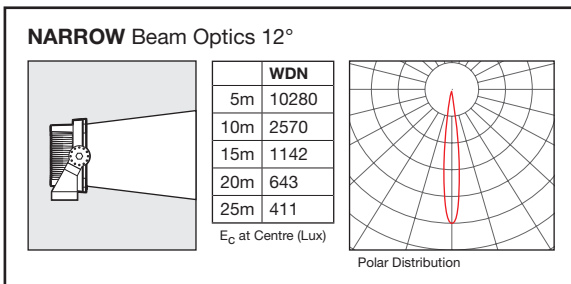 NARROW Beam Optics 12°
WDN
5m 10280
10m 2570
15m 1142
20m 643
25m 411
Ec at Centre (Lux)
Polar Distribution